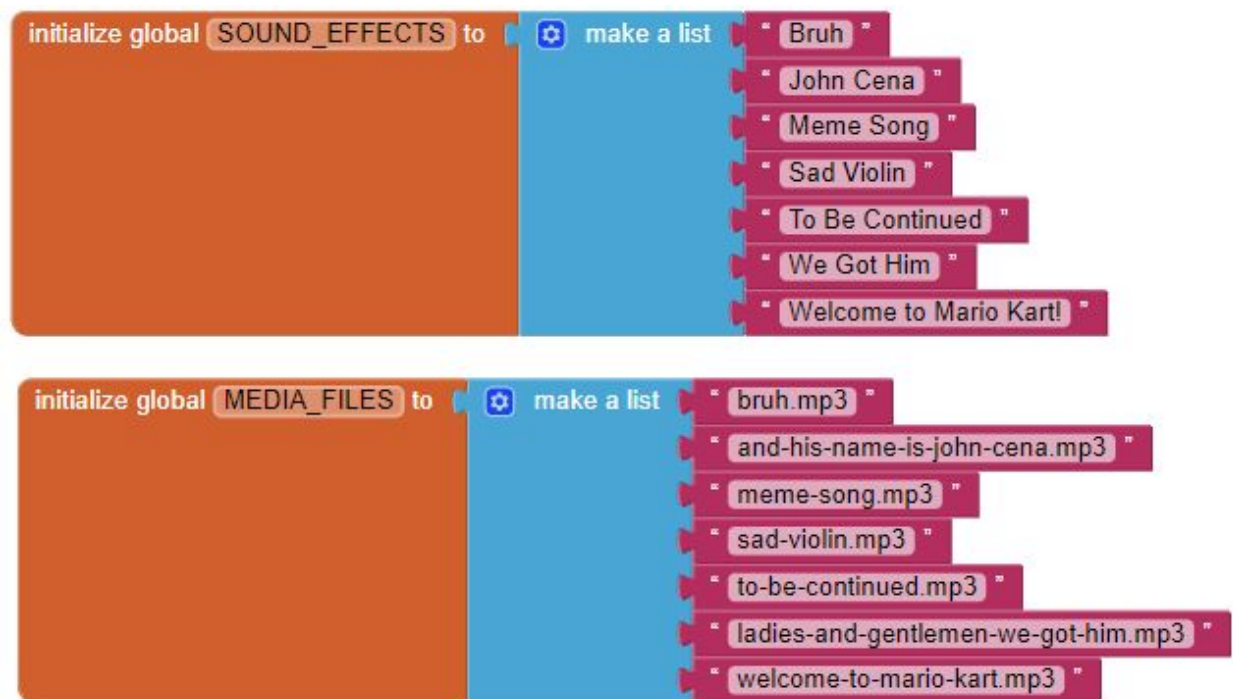 initialize global SOUND_EFFECTS to make a list " Bruh "
" John Cena "
" Meme Song "
" Sad Violin "
" To Be Continued "
" We Got Him "
" Welcome to Mario Kart! "
initialize global MEDIA_FILES to make a list " bruh.mp3 "
" and-his-name-is-john-cena.mp3 "
" meme-song.mp3 "
" sad-violin.mp3 "
" to-be-continued.mp3 "
" ladies-and-gentlemen-we-got-him.mp3 "
" welcome-to-mario-kart.mp3 "